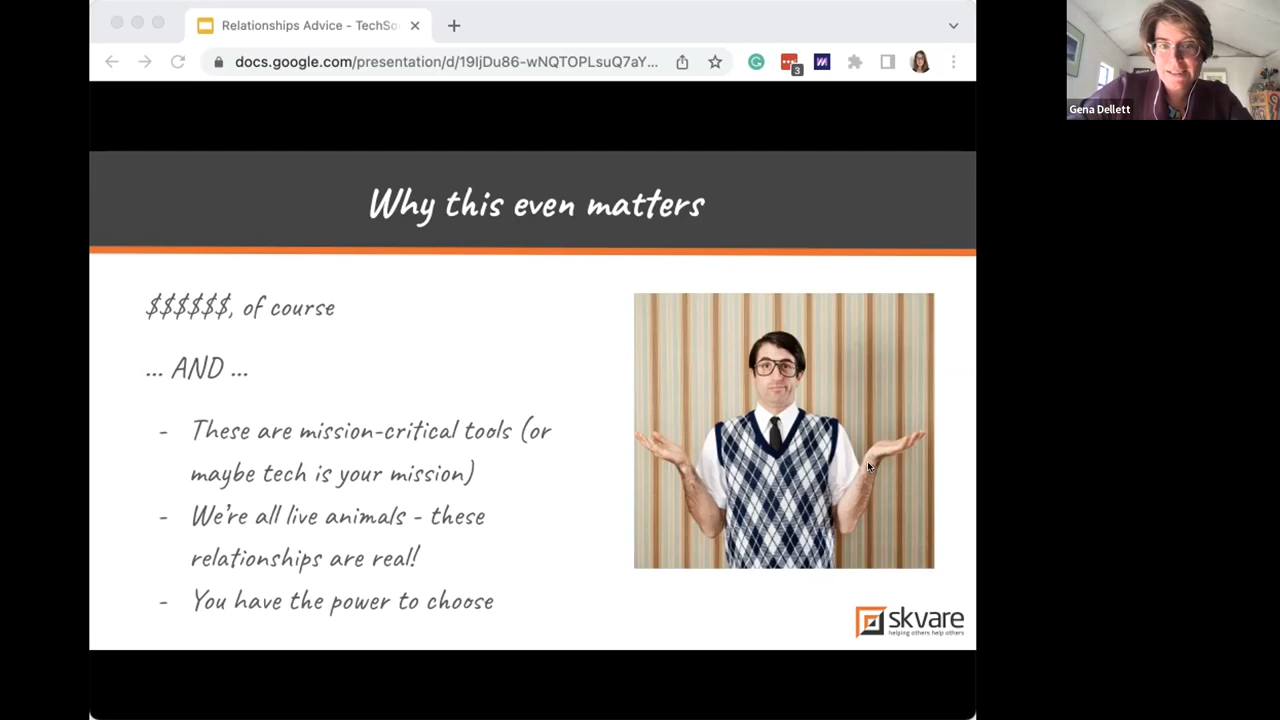 Relationships Advice - TechSo
docs.google.com/presentation/d/19IjDu86-wNQTOPLsuQ7aY...
3
Gena Dellett
Why this even matters
$$$$$$, of course
... AND ...
- These are mission-critical tools (or
maybe tech is your mission)
- We're all live animals - these
relationships are real!
- You have the power to choose
skvare
helping others help others